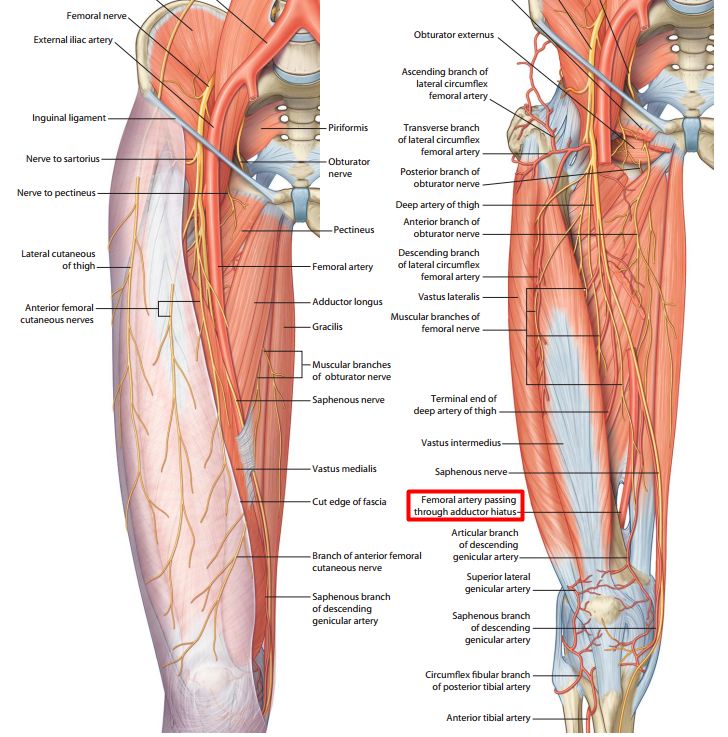 Femoral nerve
External iliac artery
Inguinal ligament
Nerve to sartorius
Nerve to pectineus
Lateral cutaneous
of thigh
Anterior femoral
cutaneous nerves
Piriformis
Obturator
nerve
Pectineus
Femoral artery
Adductor longus
Gracilis
Muscular branches
of obturator nerve
Saphenous nerve
Vastus medialis
Cut edge of fascia
Branch of anterior femoral
cutaneous nerve
Saphenous branch
of descending
genicular artery
Obturator externus
Ascending branch of
lateral circumflex
femoral artery
Transverse branch
of lateral circumflex
femoral artery
Posterior branch of
obturator nerve
Deep artery of thigh
Anterior branch of
obturator nerve
Descending branch
of lateral circumflex
femoral artery
Vastus lateralis
Muscular branches of
femoral nerve
Terminal end of
deep artery of thigh
Vastus intermedius
Saphenous nerve
Femoral artery passing
through adductor hiatus
Articular branch
of descending
genicular artery
Superior lateral
genicular artery
Saphenous branch
of descending
genicular artery
Circumflex fibular branch
of posterior tibial artery
Anterior tibial artery